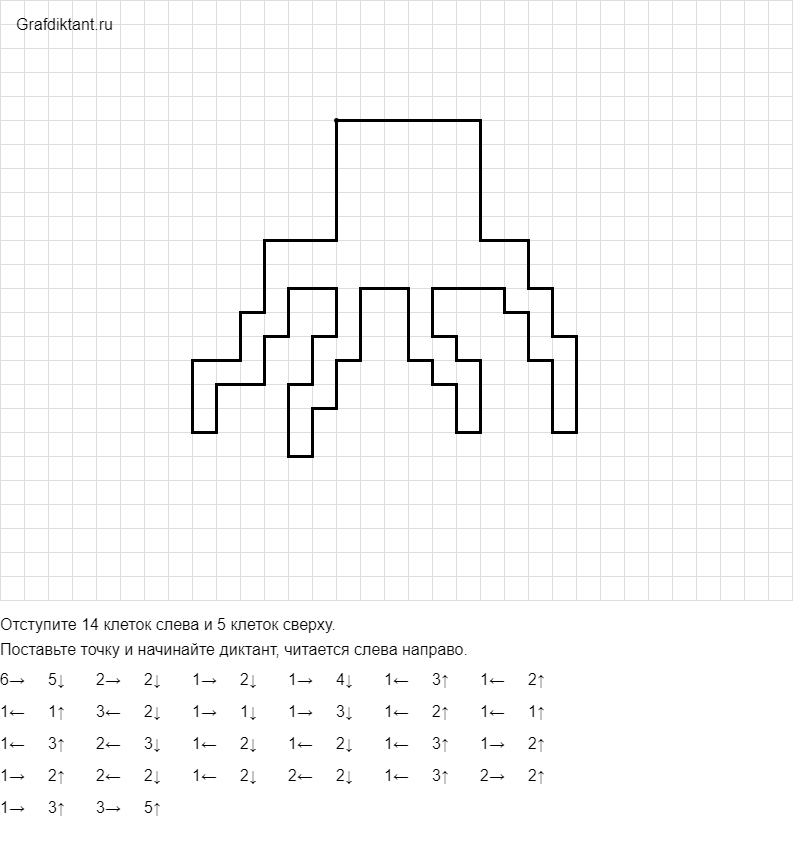 Grafdiktant.ru
Отступите 14 клеток слева и 5 клеток сверху.
Поставьте точку и начинайте диктант, читается слева направо.
6→ 5↓ 2→ 2↓ 1→ 2↓ 1→ 4↓ 1← 3↑ 1← 2↑
1← 1↑ 3← 2↓ 1→ 1↓ 1→ 3↓ 1← 2↑ 1← 1↑
1← 3↑ 2← 3↓ 1← 2↓ 1← 2↓ 1← 3↑ 1→ 2↑
1→ 2↑ 2← 2↓ 1← 2↓ 2← 2↓ 1← 3↑ 2→ 2↑
1→ 3↑ 3→ 5↑